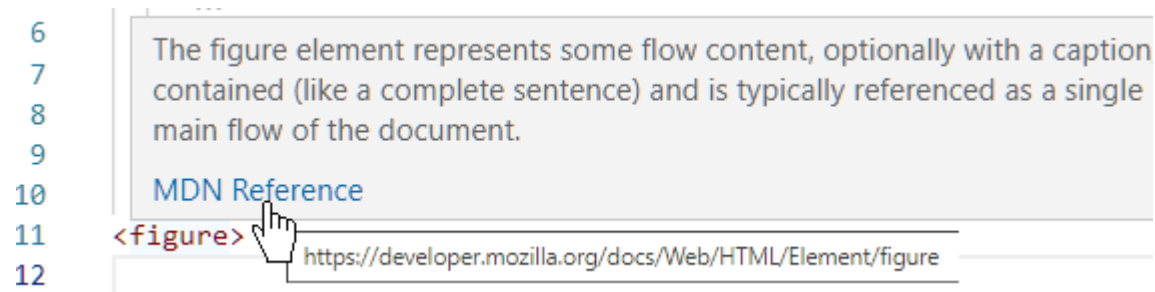 6
The figure element represents some flow content, optionally with a caption,
7
contained (like a complete sentence) and is typically referenced as a single
8
main flow of the document.
9
10
MDN Reference
11 <figure>
https://developer.mozilla.org/docs/Web/HTML/Element/figure
12